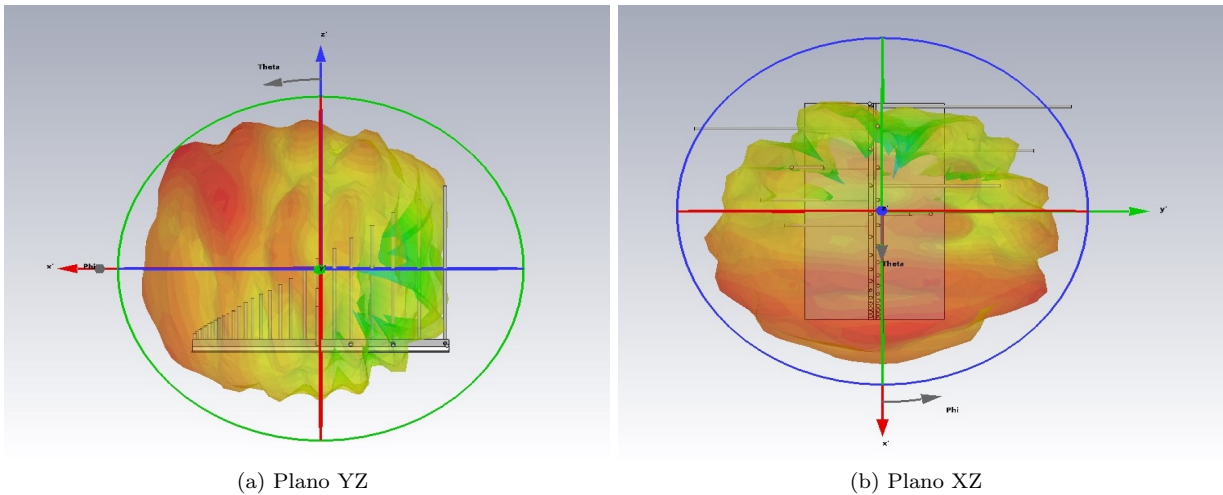 z'
Theta
x'
Phi
y'
(a) Plano YZ
y'
Theta
Phi
x'
(b) Plano XZ